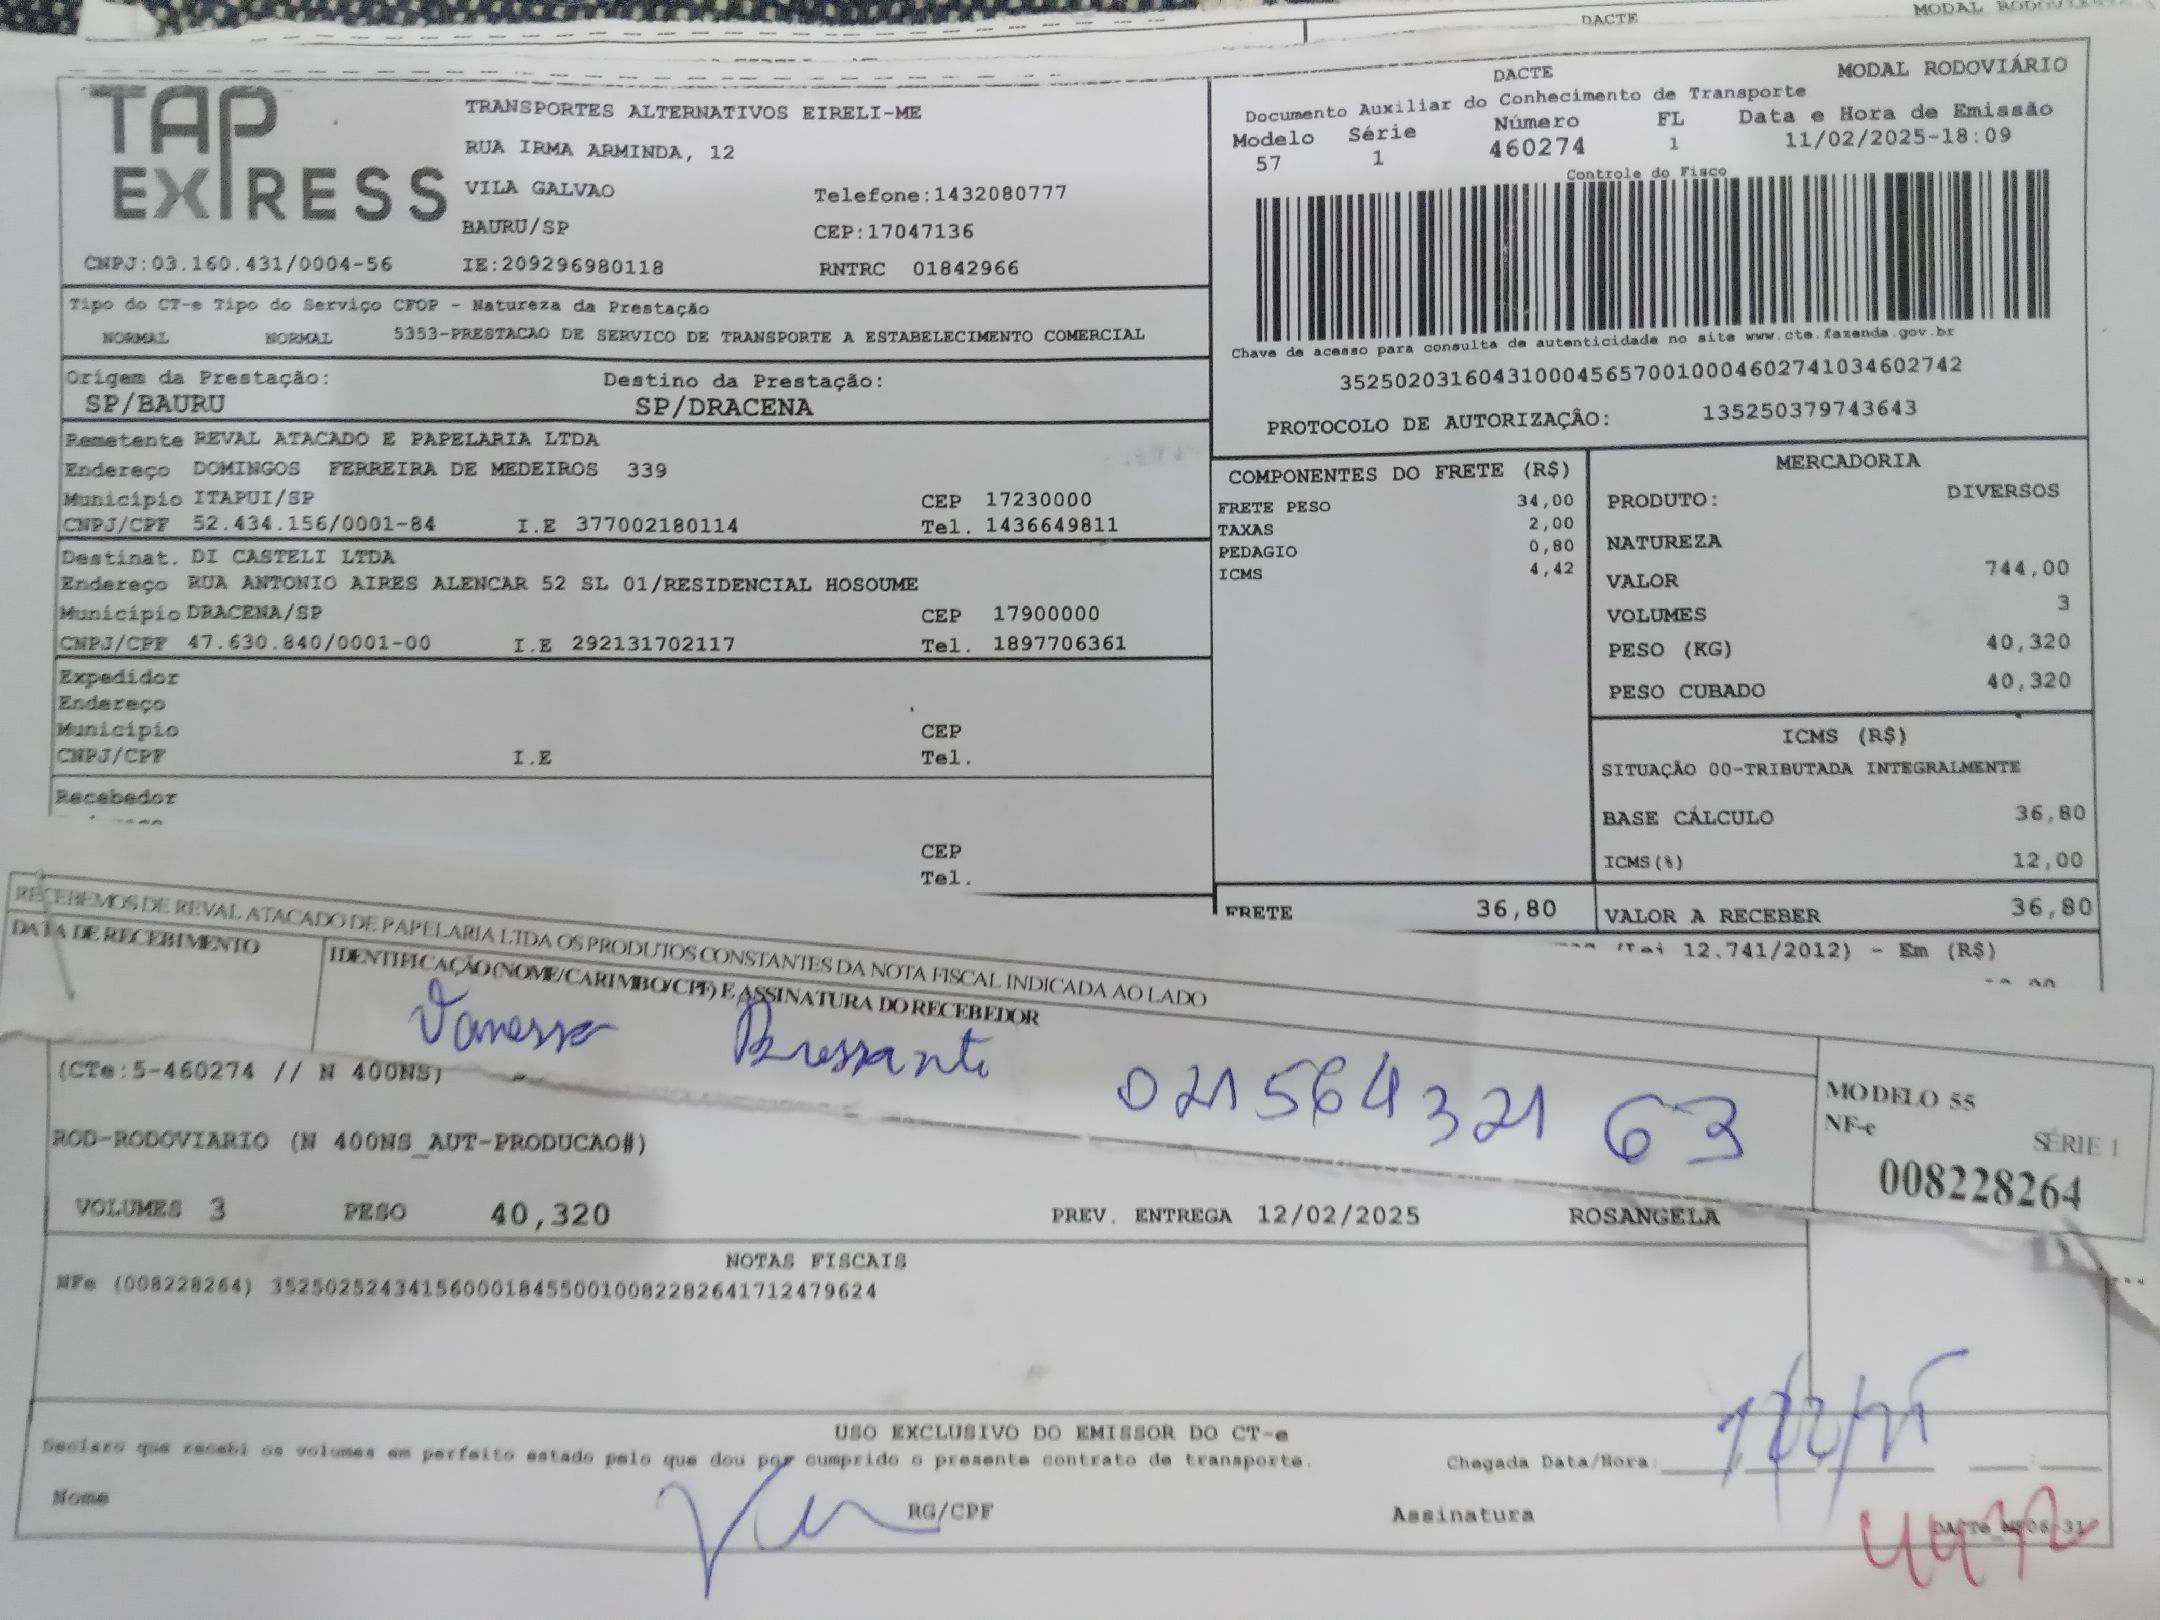 DACTE MODAL
TAP EXPRESS
TRANSPORTES ALTERNATIVOS EIRELI-ME
RUA IRMA ARMINDA, 12
VILA GALVAO Telefone:1432080777
BAURU/SP CEP:17047136
CNPJ:03.160.431/0004-56 IE:209296980118 RNTRC 01842966
DACTE MODAL RODOVIÁRIO
Documento Auxiliar do Conhecimento de Transporte
Modelo Série Número FL Data e Hora de Emissão
57 1 460274 1 11/02/2025-18:09
Controle do Fisco
Chave de acesso para consulta de autenticidade no site www.cte.fazenda.gov.br
35250203160431000456570010004602741034602742
PROTOCOLO DE AUTORIZAÇÃO: 135250379743643
Tipo do CT-e Tipo do Serviço CFOP - Natureza da Prestação
NORMAL NORMAL 5353-PRESTACAO DE SERVICO DE TRANSPORTE A ESTABELECIMENTO COMERCIAL
Origem da Prestação: Destino da Prestação:
SP/BAURU SP/DRACENA
Remetente REVAL ATACADO E PAPELARIA LTDA
Endereço DOMINGOS FERREIRA DE MEDEIROS 339
Município ITAPUI/SP CEP 17230000
CNPJ/CPF 52.434.156/0001-84 I.E 377002180114 Tel. 1436649811
Destinat. DI CASTELI LTDA
Endereço RUA ANTONIO AIRES ALENCAR 52 SL 01/RESIDENCIAL HOSOUME
Município DRACENA/SP CEP 17900000
CNPJ/CPF 47.630.840/0001-00 I.E 292131702117 Tel. 1897706361
Expedidor
Endereço
Município CEP
CNPJ/CPF I.E Tel.
Recebedor
CEP
Tel.
COMPONENTES DO FRETE (R$)
FRETE PESO 34,00
TAXAS 2,00
PEDAGIO 0,80
ICMS 4,42
FRETE 36,80
MERCADORIA
PRODUTO: DIVERSOS
NATUREZA
VALOR 744,00
VOLUMES 3
PESO (KG) 40,320
PESO CUBADO 40,320
ICMS (R$)
SITUAÇÃO 00-TRIBUTADA INTEGRALMENTE
BASE CÁLCULO 36,80
ICMS(%) 12,00
VALOR A RECEBER 36,80
12.741/2012) - Em (R$)
RECEBEMOS DE REVAL ATACADO DE PAPELARIA LTDA OS PRODUTOS CONSTANTES DA NOTA FISCAL INDICADA AO LADO
DATA DE RECEBIMENTO IDENTIFICAÇÃO (NOME/CARIMBO/CPF) E ASSINATURA DO RECEBEDOR
Vanessa Bressante 021564321 63
MODELO 55
NF-e SÉRIE 1
008228264
(CTe:5-460274 // N 400NS)
ROD-RODOVIARIO (N 400NS_AUT-PRODUCAO#)
VOLUMES 3 PESO 40,320 PREV. ENTREGA 12/02/2025 ROSANGELA
NOTAS FISCAIS
NFe (008228264) 35250252434156000184550010082282641712479624
USO EXCLUSIVO DO EMISSOR DO CT-e
Declaro que recebi os volumes em perfeito estado pelo que dou por cumprido o presente contrato de transporte.
Chegada Data/Hora:
Nome RG/CPF Assinatura